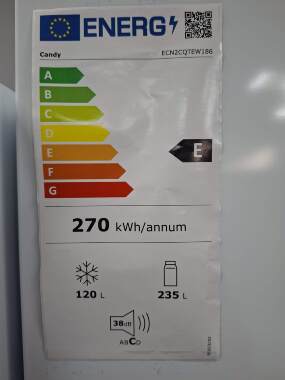 ENERG
Candy ECN2CQTEW186
A
B
C
D
E
E
F
G
270 kWh/annum
120 L 235 L
38dB
ABCD